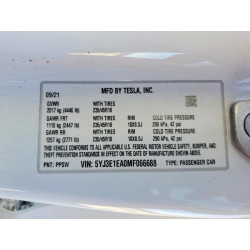 09/21 MFD BY TESLA, INC.
GVWR WITH TIRES
2017 kg (4446 lb) 235/45R18
GAWR FRT WITH TIRES RIM COLD TIRE PRESSURE
1110 kg (2447 lb) 235/45R18 18X8.5J 290 kPa, 42 psi
GAWR RR WITH TIRES RIM COLD TIRE PRESSURE
1257 kg (2771 lb) 235/45R18 18X8.5J 290 kPa, 42 psi
THIS VEHICLE CONFORMS TO ALL APPLICABLE U.S. FEDERAL MOTOR VEHICLE SAFETY, BUMPER,
AND THEFT PREVENTION STANDARDS IN EFFECT ON THE DATE OF MANUFACTURE SHOWN ABOVE.
PNT: PPSW VIN: 5YJ3E1EA0MF066688 TYPE: PASSENGER CAR